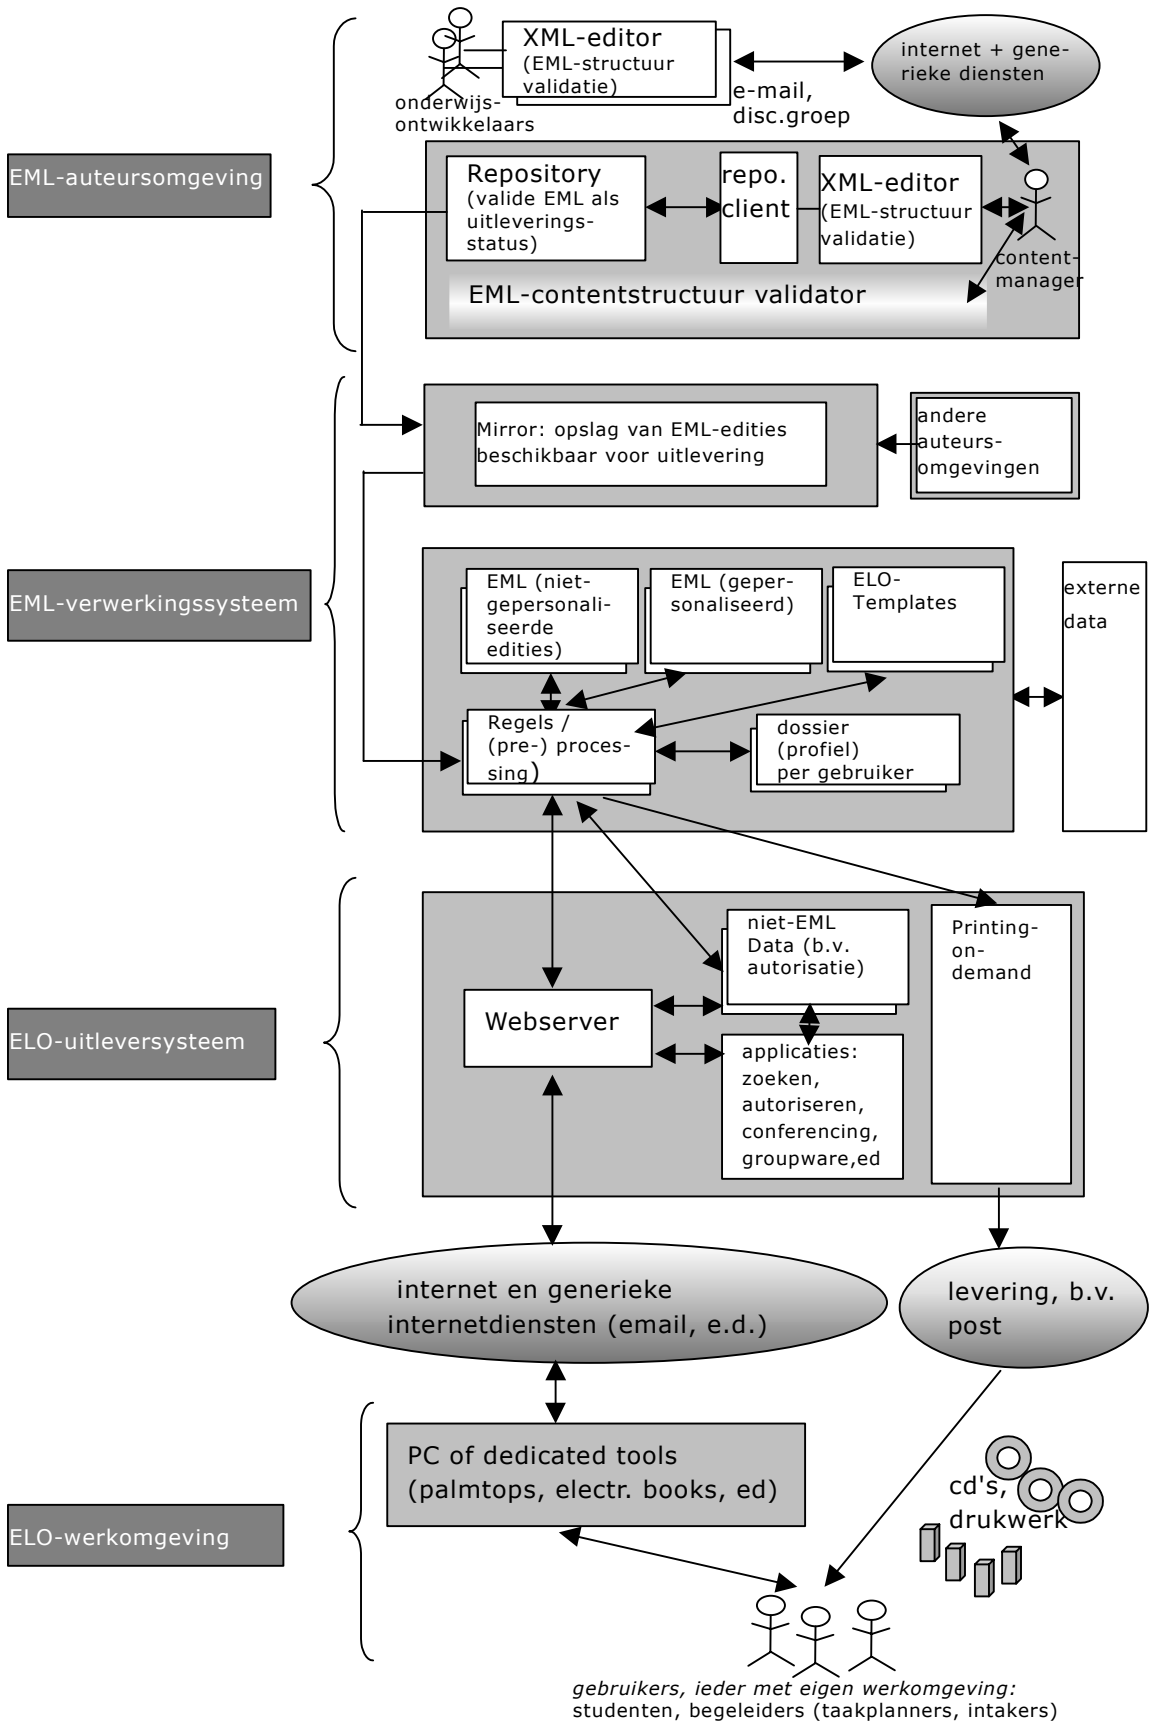 XML-editor
(EML-structuur
validatie)
internet + gene-
rieke diensten
e-mail,
disc.groep
onderwijs-
ontwikkelaars
EML-auteursomgeving
Repository
(valide EML als
uitleverings-
status)
repo.
client
XML-editor
(EML-structuur
validatie)
content-
manager
EML-contentstructuur validator
Mirror: opslag van EML-edities
beschikbaar voor uitlevering
andere
auteurs-
omgevingen
EML-verwerkingssysteem
EML (niet-
gepersonali-
seerde
edities)
EML (geper-
sonaliseerd)
ELO-
Templates
externe
data
Regels /
(pre-) proces-
sing)
dossier
(profiel)
per gebruiker
ELO-uitleversysteem
niet-EML
Data (b.v.
autorisatie)
Printing-
on-
demand
Webserver
applicaties:
zoeken,
autoriseren,
conferencing,
groupware,ed
internet en generieke
internetdiensten (email, e.d.)
levering, b.v.
post
ELO-werkomgeving
PC of dedicated tools
(palmtops, electr. books, ed)
cd's,
drukwerk
gebruikers, ieder met eigen werkomgeving:
studenten, begeleiders (taakplanners, intakers)